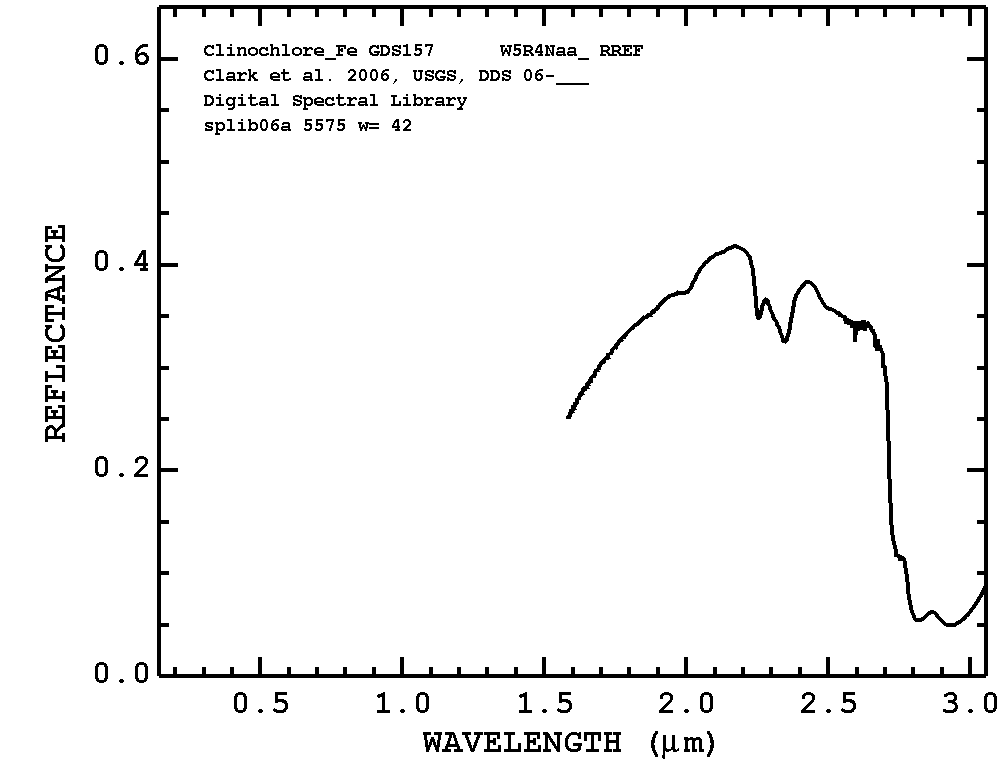 Clinochlore_Fe GDS157 W5R4Naa_ RREF
Clark et al. 2006, USGS, DDS 06-___
Digital Spectral Library
splib06a 5575 w= 42
REFLECTANCE
0.6
0.4
0.2
0.0
0.5 1.0 1.5 2.0 2.5 3.0
WAVELENGTH (μm)